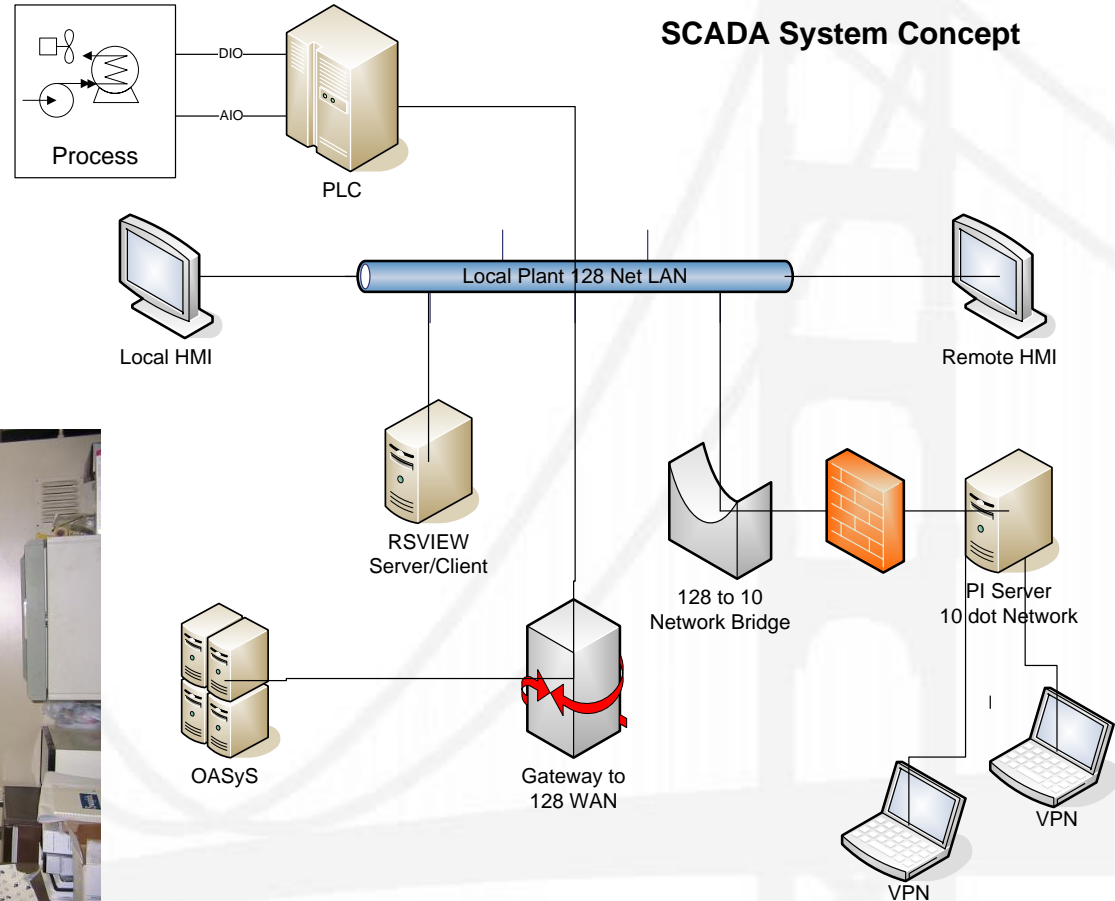 SCADA System Concept
DIO
AIO
Process
PLC
Local Plant 128 Net LAN
Local HMI
Remote HMI
RSVIEW
Server/Client
128 to 10
Network Bridge
PI Server
10 dot Network
OASyS
Gateway to
128 WAN
VPN
VPN